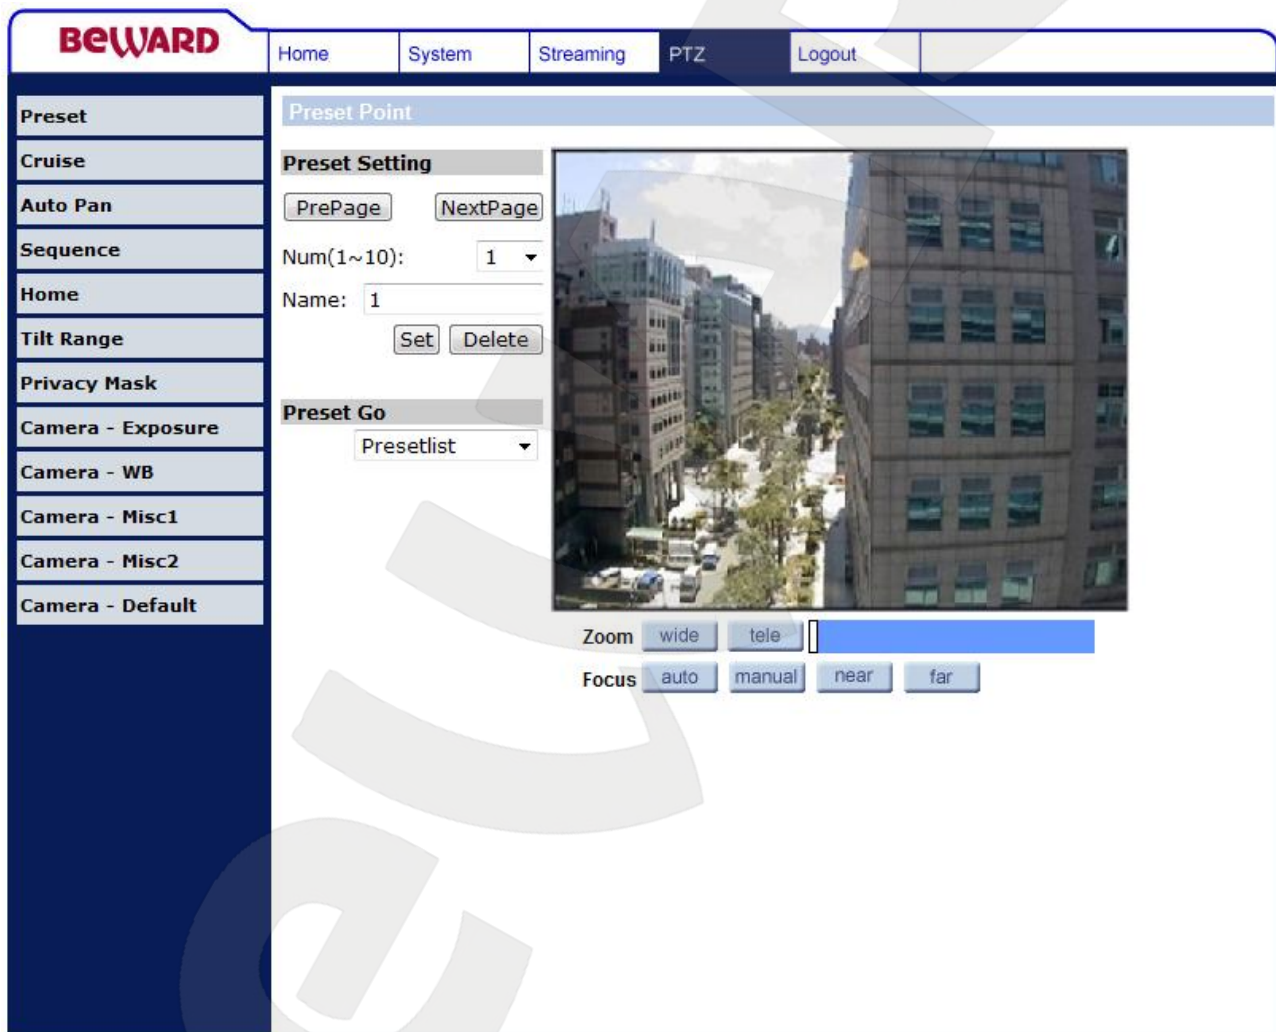 BEWARD
Home System Streaming PTZ Logout
Preset
Cruise
Auto Pan
Sequence
Home
Tilt Range
Privacy Mask
Camera - Exposure
Camera - WB
Camera - Misc1
Camera - Misc2
Camera - Default
Preset Point
Preset Setting
PrePage NextPage
Num(1~10): 1
Name: 1
Set Delete
Preset Go
Presetlist
Zoom wide tele
Focus auto manual near far